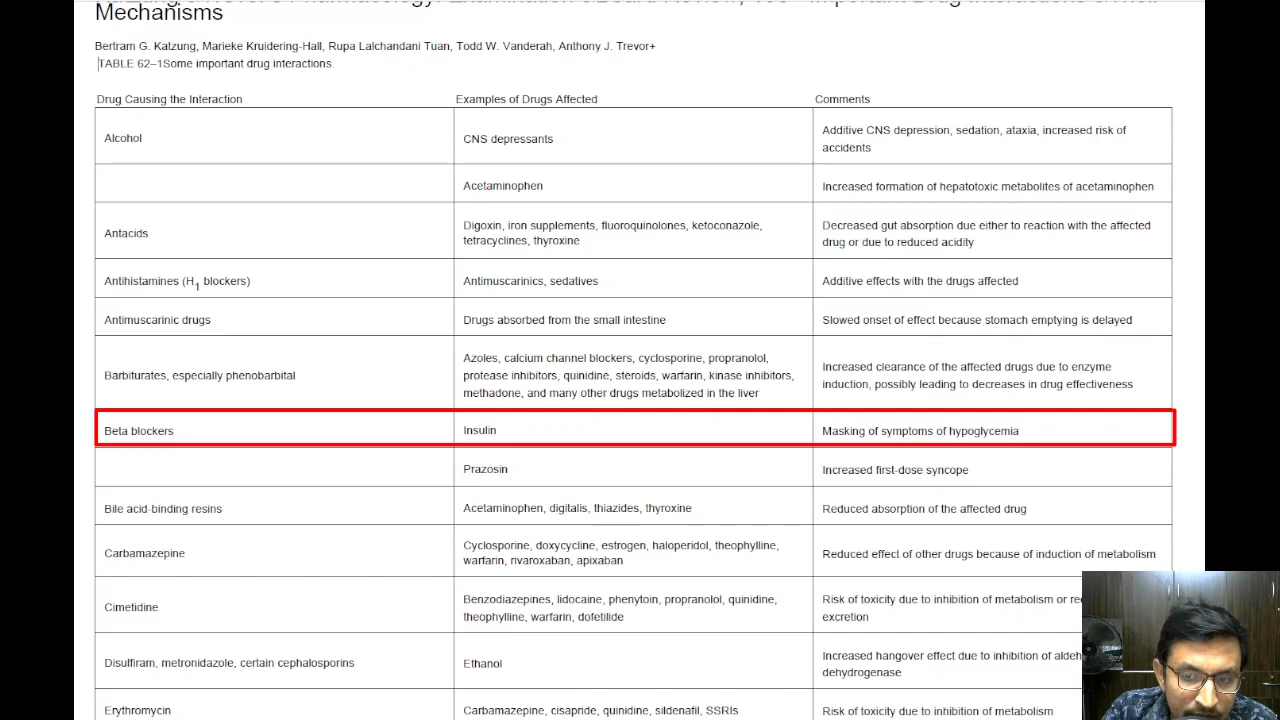 Mechanisms
Bertram G. Katzung, Marieke Kruidering-Hall, Rupa Lalchandani Tuan, Todd W. Vanderah, Anthony J. Trevor+
TABLE 62–1Some important drug interactions.
Drug Causing the Interaction Examples of Drugs Affected Comments
Alcohol CNS depressants Additive CNS depression, sedation, ataxia, increased risk of
accidents
Acetaminophen Increased formation of hepatotoxic metabolites of acetaminophen
Antacids Digoxin, iron supplements, fluoroquinolones, ketoconazole,
tetracyclines, thyroxine
Decreased gut absorption due either to reaction with the affected
drug or due to reduced acidity
Antihistamines (H1 blockers) Antimuscarinics, sedatives Additive effects with the drugs affected
Antimuscarinic drugs Drugs absorbed from the small intestine Slowed onset of effect because stomach emptying is delayed
Barbiturates, especially phenobarbital
Azoles, calcium channel blockers, cyclosporine, propranolol,
protease inhibitors, quinidine, steroids, warfarin, kinase inhibitors,
methadone, and many other drugs metabolized in the liver
Increased clearance of the affected drugs due to enzyme
induction, possibly leading to decreases in drug effectiveness
Beta blockers Insulin Masking of symptoms of hypoglycemia
Prazosin Increased first-dose syncope
Bile acid-binding resins Acetaminophen, digitalis, thiazides, thyroxine Reduced absorption of the affected drug
Carbamazepine Cyclosporine, doxycycline, estrogen, haloperidol, theophylline,
warfarin, rivaroxaban, apixaban
Reduced effect of other drugs because of induction of metabolism
Cimetidine Benzodiazepines, lidocaine, phenytoin, propranolol, quinidine,
theophylline, warfarin, dofetilide
Risk of toxicity due to inhibition of metabolism or
excretion
Disulfiram, metronidazole, certain cephalosporins Ethanol Increased hangover effect due to inhibition of
dehydrogenase
Erythromycin Carbamazepine, cisapride, quinidine, sildenafil, SSRIs Risk of toxicity due to inhibition of metabolism